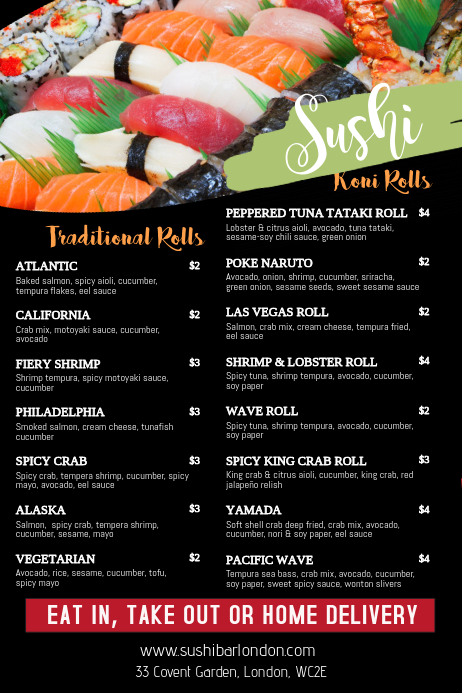 Sushi
Traditional Rolls
ATLANTIC $2
Baked salmon, spicy aioli, cucumber,
tempura flakes, eel sauce
CALIFORNIA $2
Crab mix, motoyaki sauce, cucumber,
avocado
FIERY SHRIMP $3
Shrimp tempura, spicy motoyaki sauce,
cucumber
PHILADELPHIA $3
Smoked salmon, cream cheese, tunafish
cucumber
SPICY CRAB $3
Spicy crab, tempera shrimp, cucumber, spicy
mayo, avocado, eel sauce
ALASKA $3
Salmon, spicy crab, tempera shrimp,
cucumber, sesame, mayo
VEGETARIAN $2
Avocado, rice, sesame, cucumber, tofu,
spicy mayo
Koni Rolls
PEPPERED TUNA TATAKI ROLL $4
Lobster & citrus aioli, avocado, tuna tataki,
sesame-soy chili sauce, green onion
POKE NARUTO $2
Avocado, onion, shrimp, cucumber, sriracha,
green onion, sesame seeds, sweet sesame sauce
LAS VEGAS ROLL $2
Salmon, crab mix, cream cheese, tempura fried,
eel sauce
SHRIMP & LOBSTER ROLL $4
Spicy tuna, shrimp tempura, avocado, cucumber,
soy paper
WAVE ROLL $2
Spicy tuna, shrimp tempura, avocado, cucumber,
soy paper
SPICY KING CRAB ROLL $3
King crab & citrus aioli, cucumber, king crab, red
jalapeño relish
YAMADA $4
Soft shell crab deep fried, crab mix, avocado,
cucumber, nori & soy paper, eel sauce
PACIFIC WAVE $4
Tempura sea bass, crab mix, avocado, cucumber,
soy paper, sweet spicy sauce, wonton slivers
EAT IN, TAKE OUT OR HOME DELIVERY
www.sushibarlondon.com
33 Covent Garden, London, WC2E